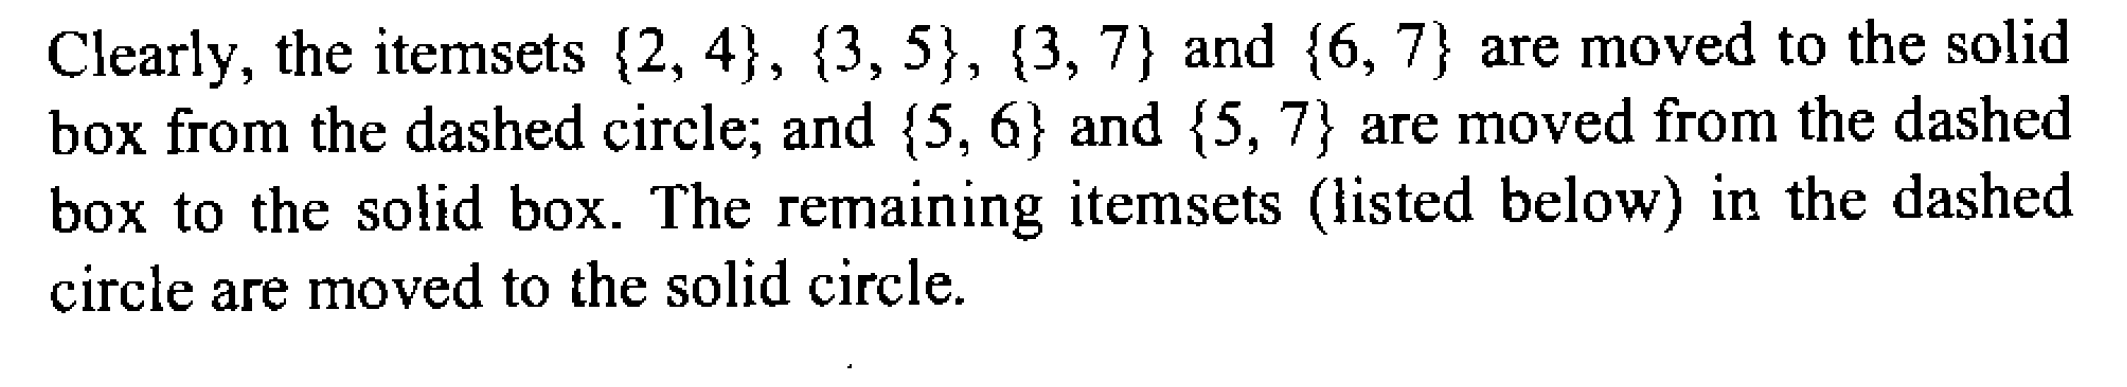 Clearly, the itemsets {2, 4}, {3, 5}, {3, 7} and {6, 7} are moved to the solid
box from the dashed circle; and {5, 6} and {5, 7} are moved from the dashed
box to the solid box. The remaining itemsets (listed below) in the dashed
circle are moved to the solid circle.